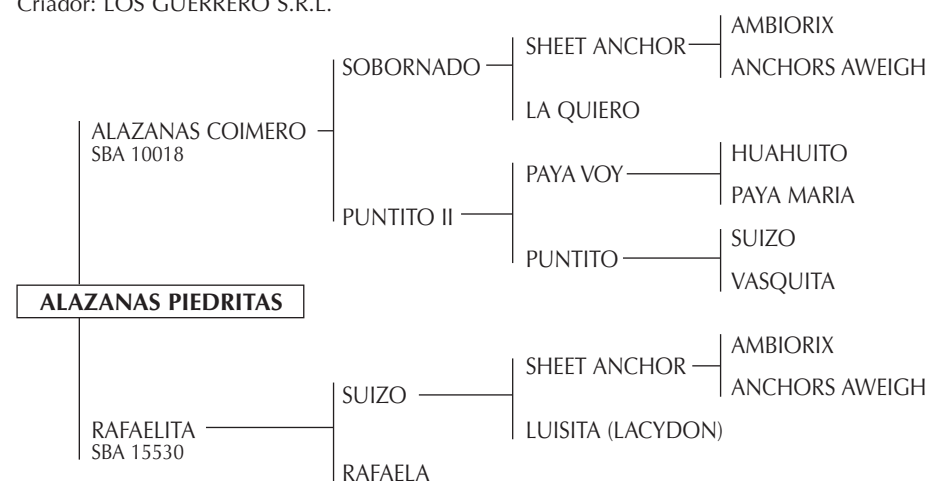 Criador: LOS GUERRERO S.R.L.
AMBIORIX
SHEET ANCHOR
ANCHORS AWEIGH
SOBORNADO
LA QUIERO
ALAZANAS COIMERO
SBA 10018
HUAHUITO
PAYA VOY
PAYA MARIA
PUNTITO II
SUIZO
PUNTITO
VASQUITA
ALAZANAS PIEDRITAS
AMBIORIX
SHEET ANCHOR
ANCHORS AWEIGH
SUIZO
LUISITA (LACYDON)
RAFAELITA
SBA 15530
RAFAELA